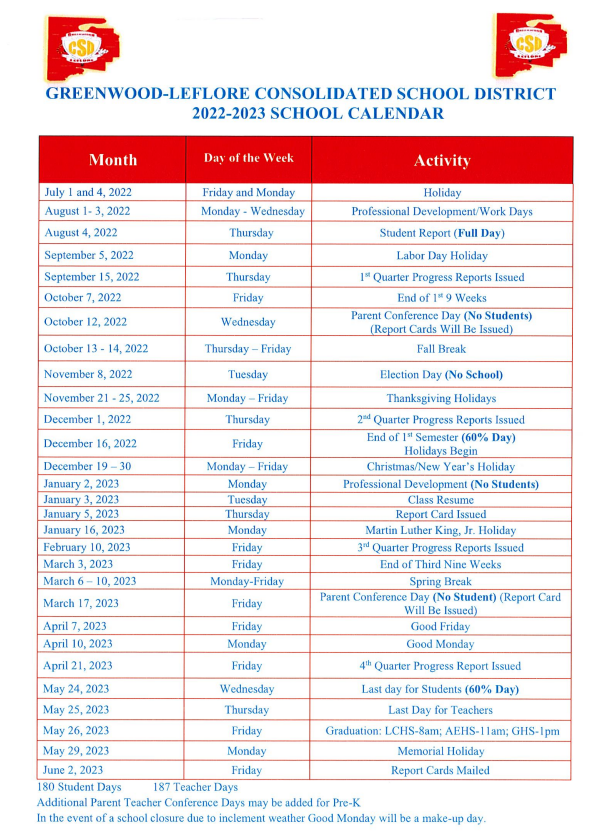 GREENWOOD
CSD
LEFLORE
GREENWOOD
CSD
LEFLORE
GREENWOOD-LEFLORE CONSOLIDATED SCHOOL DISTRICT
2022-2023 SCHOOL CALENDAR
Month Day of the Week Activity
July 1 and 4, 2022 Friday and Monday Holiday
August 1- 3, 2022 Monday - Wednesday Professional Development/Work Days
August 4, 2022 Thursday Student Report (Full Day)
September 5, 2022 Monday Labor Day Holiday
September 15, 2022 Thursday 1st Quarter Progress Reports Issued
October 7, 2022 Friday End of 1st 9 Weeks
October 12, 2022 Wednesday Parent Conference Day (No Students)
(Report Cards Will Be Issued)
October 13 - 14, 2022 Thursday – Friday Fall Break
November 8, 2022 Tuesday Election Day (No School)
November 21 - 25, 2022 Monday – Friday Thanksgiving Holidays
December 1, 2022 Thursday 2nd Quarter Progress Reports Issued
December 16, 2022 Friday End of 1st Semester (60% Day)
Holidays Begin
December 19 – 30 Monday – Friday Christmas/New Year's Holiday
January 2, 2023 Monday Professional Development (No Students)
January 3, 2023 Tuesday Class Resume
January 5, 2023 Thursday Report Card Issued
January 16, 2023 Monday Martin Luther King, Jr. Holiday
February 10, 2023 Friday 3rd Quarter Progress Reports Issued
March 3, 2023 Friday End of Third Nine Weeks
March 6 – 10, 2023 Monday-Friday Spring Break
March 17, 2023 Friday Parent Conference Day (No Student) (Report Card
Will Be Issued)
April 7, 2023 Friday Good Friday
April 10, 2023 Monday Good Monday
April 21, 2023 Friday 4th Quarter Progress Report Issued
May 24, 2023 Wednesday Last day for Students (60% Day)
May 25, 2023 Thursday Last Day for Teachers
May 26, 2023 Friday Graduation: LCHS-8am; AEHS-11am; GHS-1pm
May 29, 2023 Monday Memorial Holiday
June 2, 2023 Friday Report Cards Mailed
180 Student Days 187 Teacher Days
Additional Parent Teacher Conference Days may be added for Pre-K
In the event of a school closure due to inclement weather Good Monday will be a make-up day.